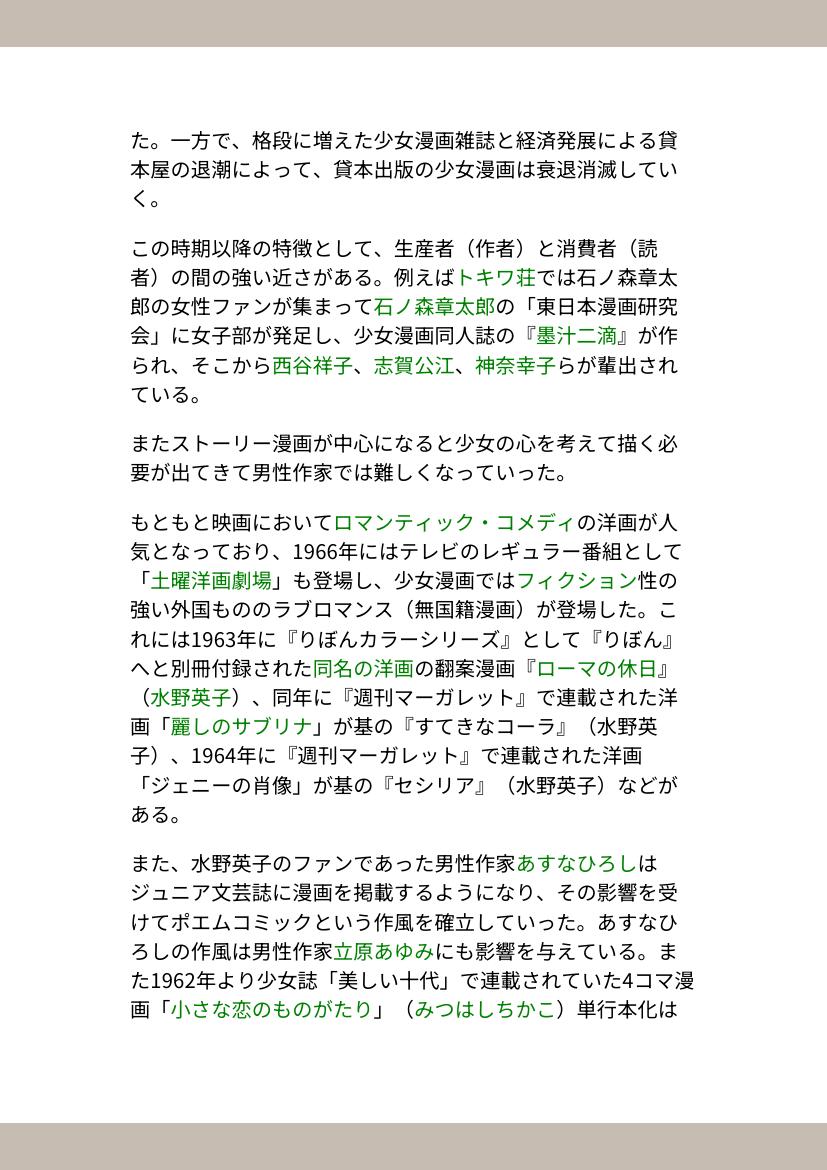 た。一方で、格段に増えた少女漫画雑誌と経済発展による貸
本屋の退潮によって、貸本出版の少女漫画は衰退消滅してい
く。
この時期以降の特徴として、生産者（作者）と消費者（読
者）の間の強い近さがある。例えばトキワ荘では石ノ森章太
郎の女性ファンが集まって石ノ森章太郎の「東日本漫画研究
会」に女子部が発足し、少女漫画同人誌の『墨汁二滴』が作
られ、そこから西谷祥子、志賀公江、神奈幸子らが輩出され
ている。
またストーリー漫画が中心になると少女の心を考えて描く必
要が出てきて男性作家では難しくなっていった。
もともと映画においてロマンティック・コメディの洋画が人
気となっており、1966年にはテレビのレギュラー番組として
「土曜洋画劇場」も登場し、少女漫画ではフィクション性の
強い外国もののラブロマンス（無国籍漫画）が登場した。こ
れには1963年に『りぼんカラーシリーズ』として『りぼん』
へと別冊付録された同名の洋画の翻案漫画『ローマの休日』
（水野英子）、同年に『週刊マーガレット』で連載された洋
画「麗しのサブリナ」が基の『すてきなコーラ』（水野英
子）、1964年に『週刊マーガレット』で連載された洋画
「ジェニーの肖像」が基の『セシリア』（水野英子）などが
ある。
また、水野英子のファンであった男性作家あすなひろしは
ジュニア文芸誌に漫画を掲載するようになり、その影響を受
けてポエムコミックという作風を確立していった。あすなひ
ろしの作風は男性作家立原あゆみにも影響を与えている。ま
た1962年より少女誌「美しい十代」で連載されていた4コマ漫
画「小さな恋のものがたり」（みつはしちかこ）単行本化は